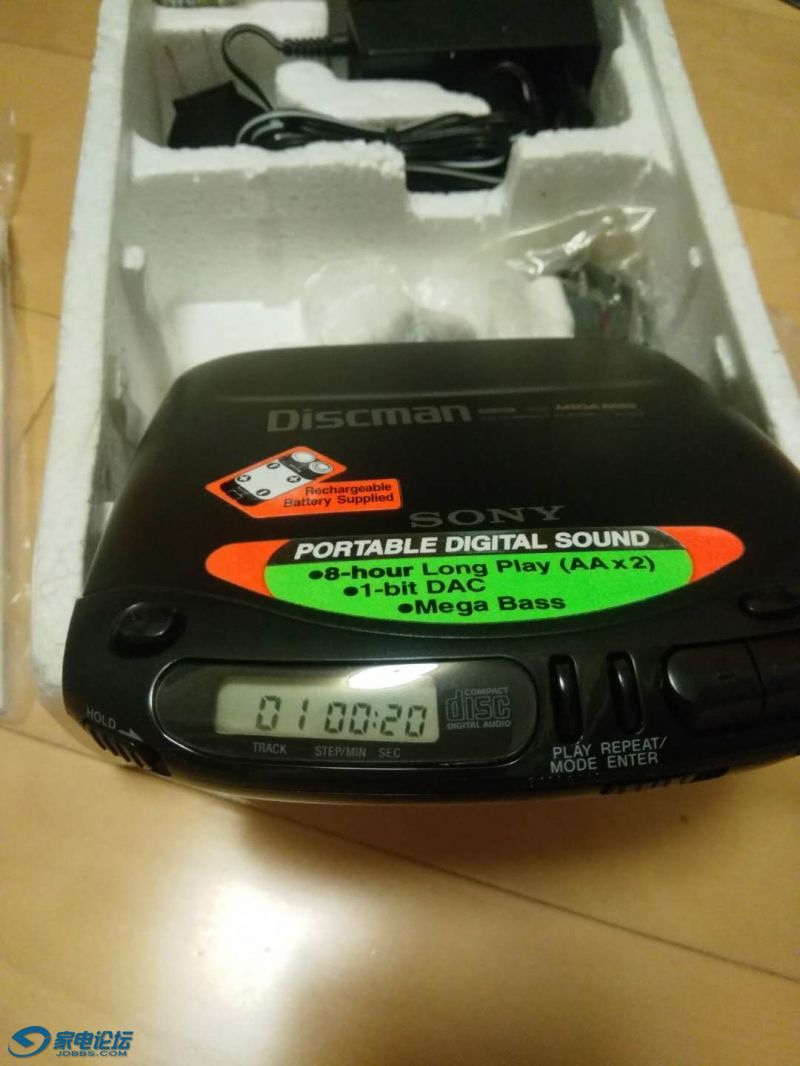 Discman
MEGA BASS
Rechargeable
Battery Supplied
SONY
PORTABLE DIGITAL SOUND
●8-hour Long Play (AA x 2)
●1-bit DAC
●Mega Bass
HOLD
01 00:20
TRACK STEP/MIN SEC
COMPACT
disc
DIGITAL AUDIO
PLAY MODE
REPEAT/ENTER
家电论坛
JDBBS.COM